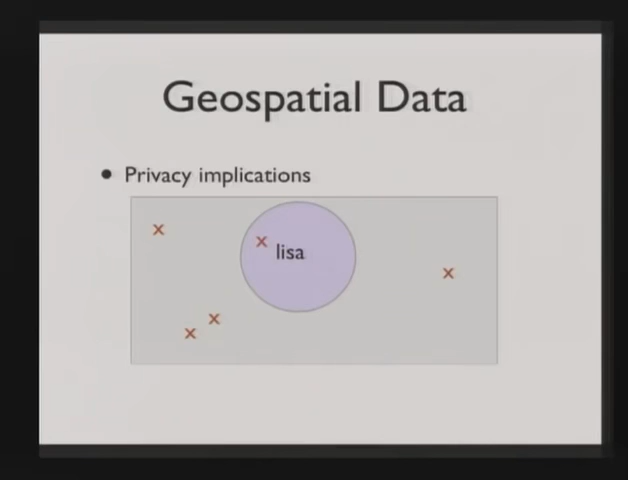 Geospatial Data
• Privacy implications
x
x lisa
x
x
x